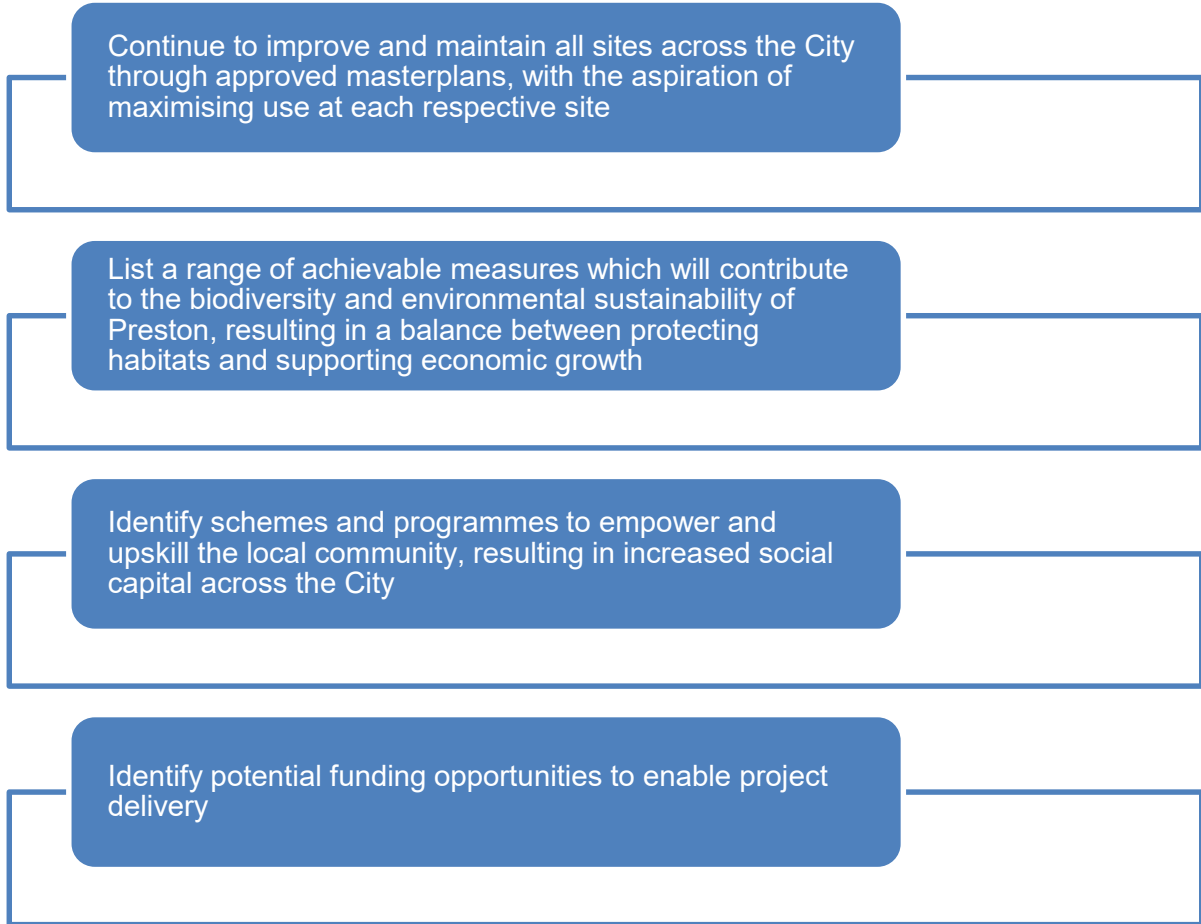 Continue to improve and maintain all sites across the City
through approved masterplans, with the aspiration of
maximising use at each respective site
List a range of achievable measures which will contribute
to the biodiversity and environmental sustainability of
Preston, resulting in a balance between protecting
habitats and supporting economic growth
Identify schemes and programmes to empower and
upskill the local community, resulting in increased social
capital across the City
Identify potential funding opportunities to enable project
delivery